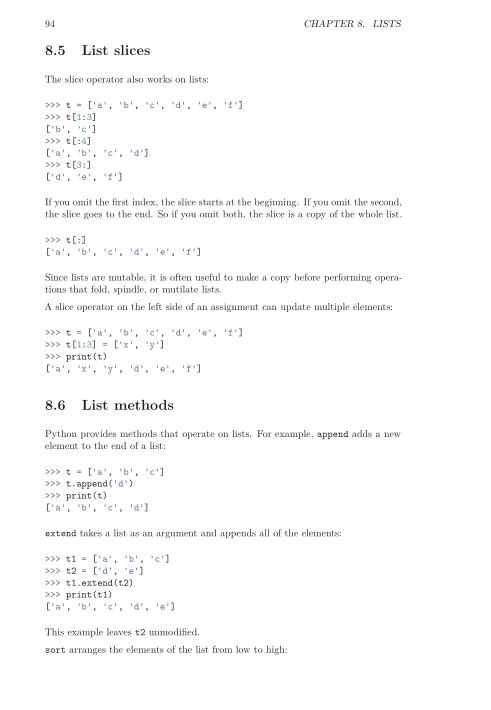 94 CHAPTER 8. LISTS
8.5 List slices
The slice operator also works on lists:
>>> t = ['a', 'b', 'c', 'd', 'e', 'f']
>>> t[1:3]
['b', 'c']
>>> t[:4]
['a', 'b', 'c', 'd']
>>> t[3:]
['d', 'e', 'f']
If you omit the first index, the slice starts at the beginning. If you omit the second,
the slice goes to the end. So if you omit both, the slice is a copy of the whole list.
>>> t[:]
['a', 'b', 'c', 'd', 'e', 'f']
Since lists are mutable, it is often useful to make a copy before performing opera-
tions that fold, spindle, or mutilate lists.
A slice operator on the left side of an assignment can update multiple elements:
>>> t = ['a', 'b', 'c', 'd', 'e', 'f']
>>> t[1:3] = ['x', 'y']
>>> print(t)
['a', 'x', 'y', 'd', 'e', 'f']
8.6 List methods
Python provides methods that operate on lists. For example, append adds a new
element to the end of a list:
>>> t = ['a', 'b', 'c']
>>> t.append('d')
>>> print(t)
['a', 'b', 'c', 'd']
extend takes a list as an argument and appends all of the elements:
>>> t1 = ['a', 'b', 'c']
>>> t2 = ['d', 'e']
>>> t1.extend(t2)
>>> print(t1)
['a', 'b', 'c', 'd', 'e']
This example leaves t2 unmodified.
sort arranges the elements of the list from low to high: